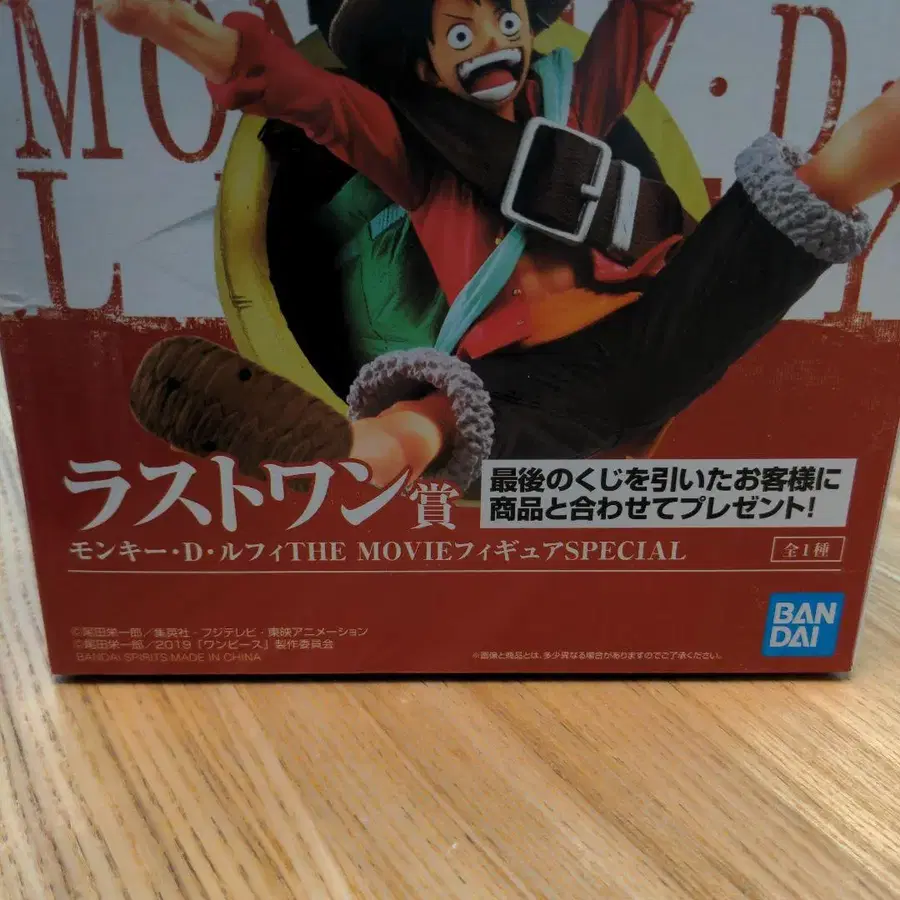 MONKEY・D・
L Y
ラストワン賞
最後のくじを引いたお客様に
商品と合わせてプレゼント!
モンキー・D・ルフィTHE MOVIEフィギュアSPECIAL
全1種
©尾田栄一郎/集英社・フジテレビ・東映アニメーション
©尾田栄一郎/2019「ワンピース」製作委員会
BANDAI SPIRITS MADE IN CHINA
※画像と商品とは、多少異なる場合がありますのでご了承ください。
BAN
DAI